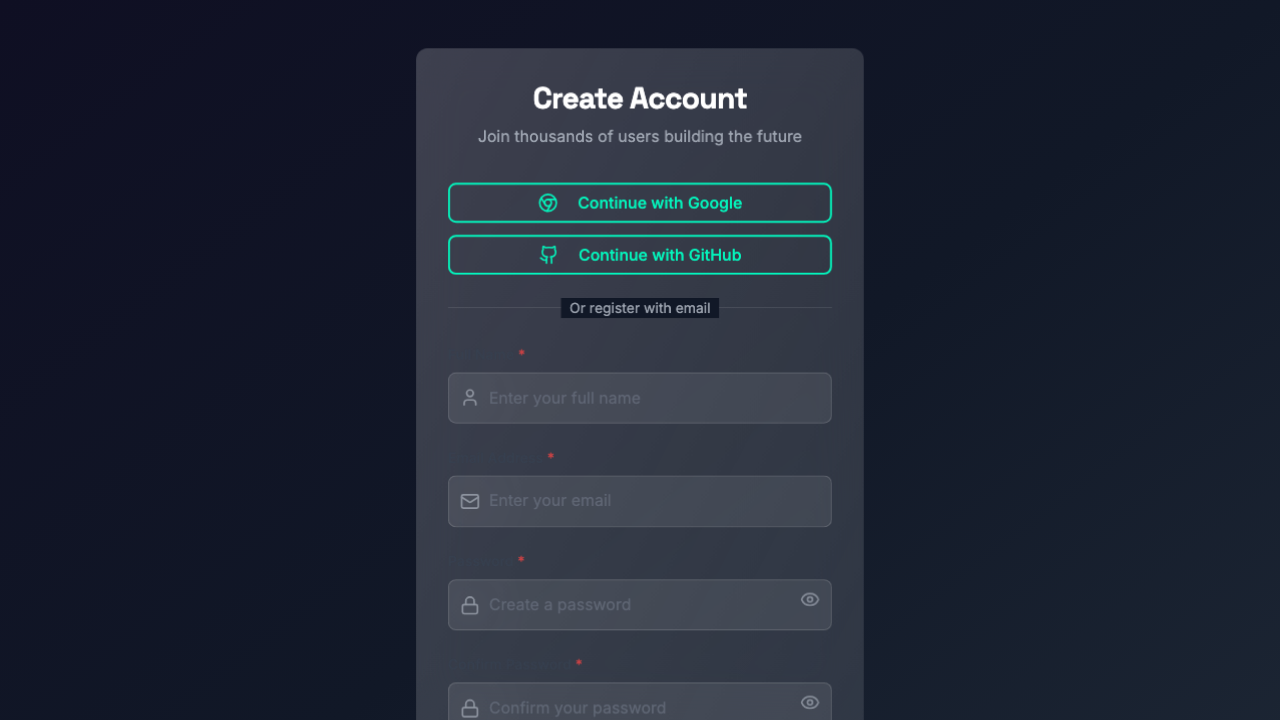 Create Account
Join thousands of users building the future
Continue with Google
Continue with GitHub
Or register with email
*
Enter your full name
*
Enter your email
*
Create a password
*
Confirm your password